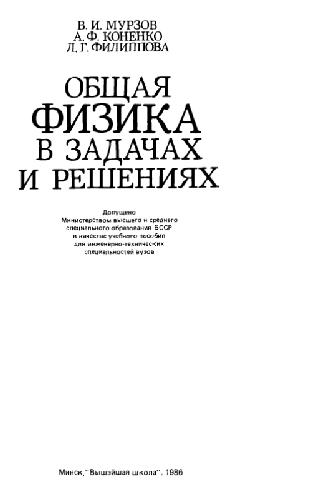 В. И. МУРЗОВ
А. Ф. КОНЕНКО
Л. Г. ФИЛИППОВА
ОБЩАЯ
ФИЗИКА
В ЗАДАЧАХ
И РЕШЕНИЯХ
Допущено
Министерством высшего и среднего
специального образования БССР
в качестве учебного пособия
для инженерно-технических
специальностей вузов
Минск, "Вышэйшая школа", 1986